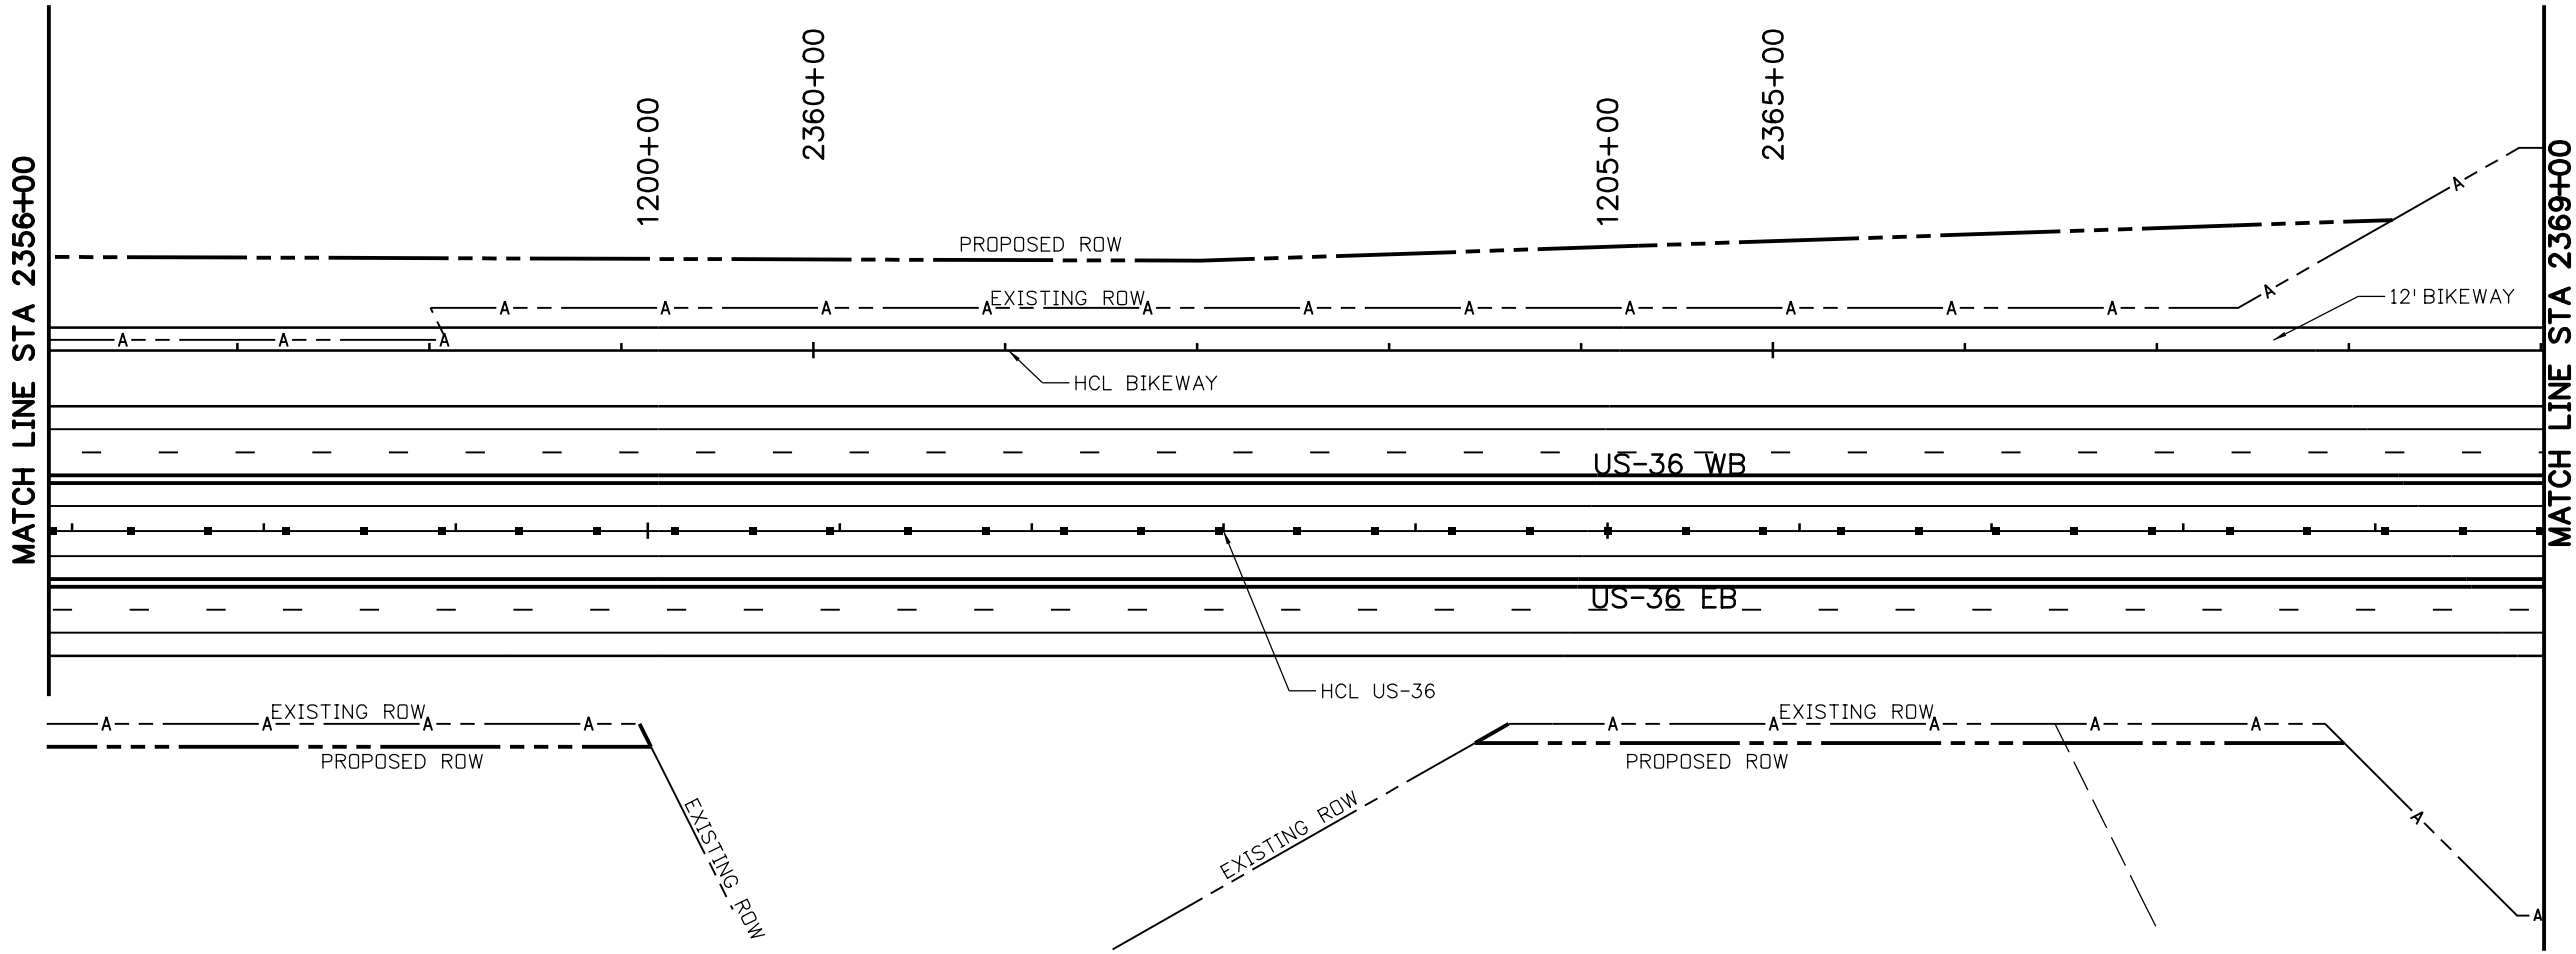 MATCH LINE STA 2356+00
1200+00
2360+00
1205+00
2365+00
MATCH LINE STA 2369+00
PROPOSED ROW
A
EXISTING ROW
A A A A A A A A A A A
A
12' BIKEWAY
A A A
HCL BIKEWAY
US-36 WB
US-36 EB
HCL US-36
EXISTING ROW
A A A A
PROPOSED ROW
EXISTING ROW
EXISTING ROW
EXISTING ROW
A A A A A
PROPOSED ROW
A
A